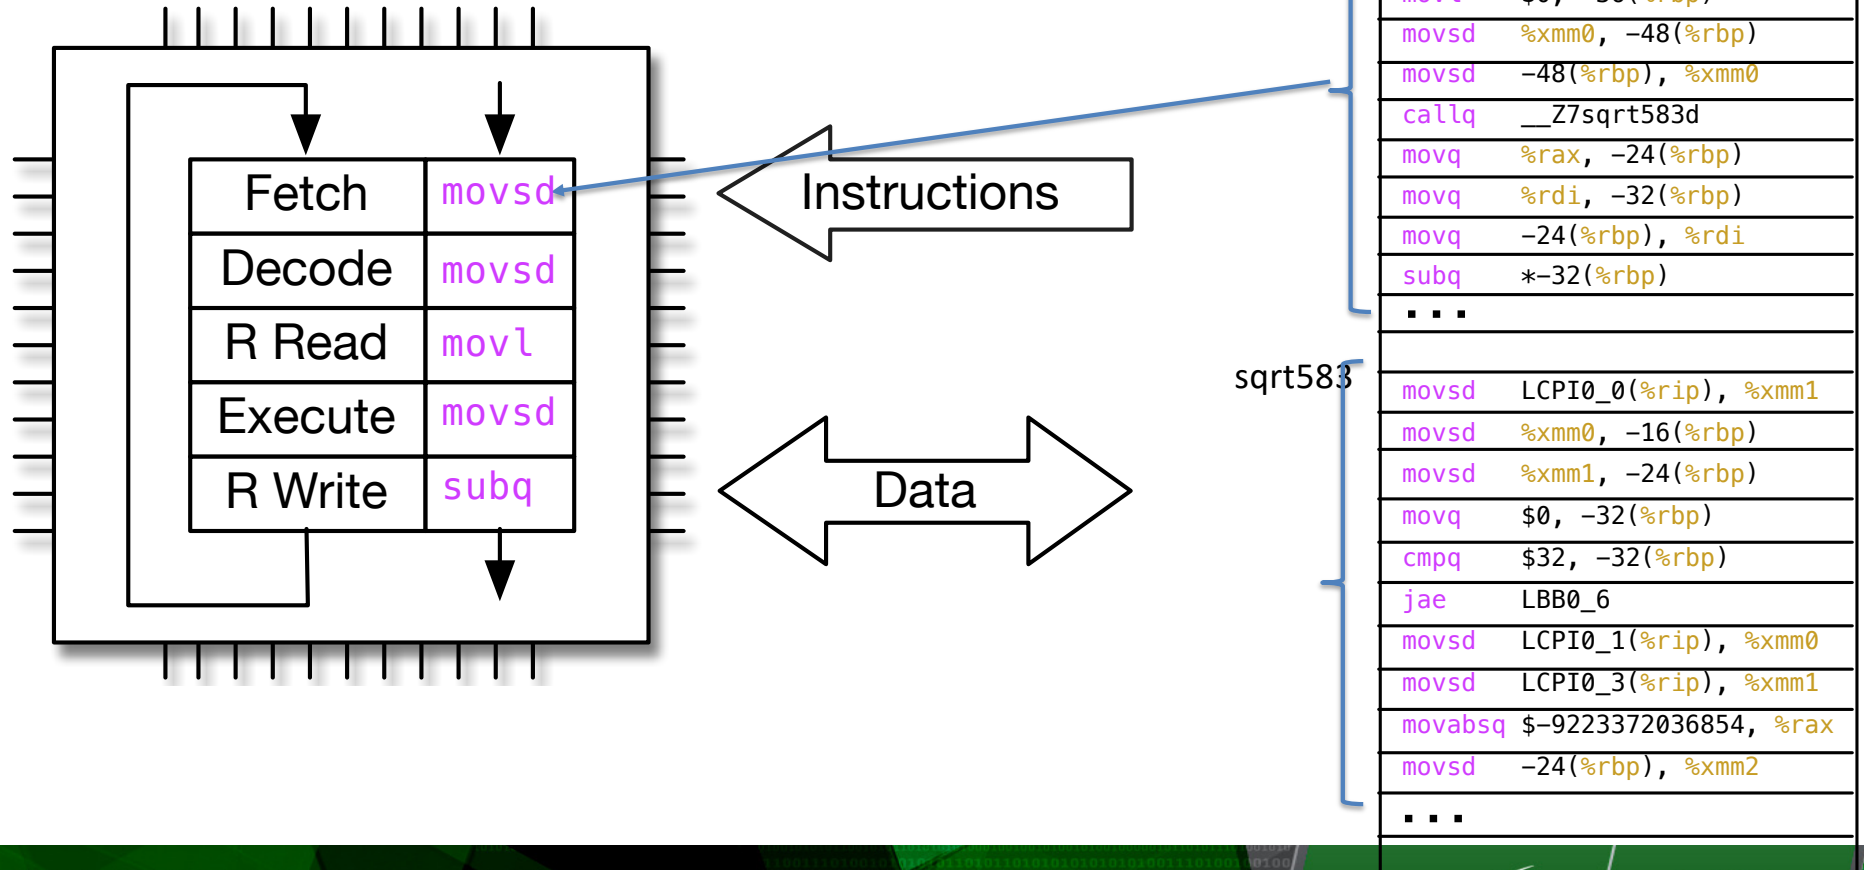 Fetch movsd
Decode movsd
R Read movl
Execute movsd
R Write subq
Instructions
Data
movsd %xmm0, -48(%rbp)
movsd -48(%rbp), %xmm0
callq __Z7sqrt583d
movq %rax, -24(%rbp)
movq %rdi, -32(%rbp)
movq -24(%rbp), %rdi
subq *-32(%rbp)
...
sqrt583
movsd LCPI0_0(%rip), %xmm1
movsd %xmm0, -16(%rbp)
movsd %xmm1, -24(%rbp)
movq $0, -32(%rbp)
cmpq $32, -32(%rbp)
jae LBB0_6
movsd LCPI0_1(%rip), %xmm0
movsd LCPI0_3(%rip), %xmm1
movabsq $-9223372036854, %rax
movsd -24(%rbp), %xmm2
...